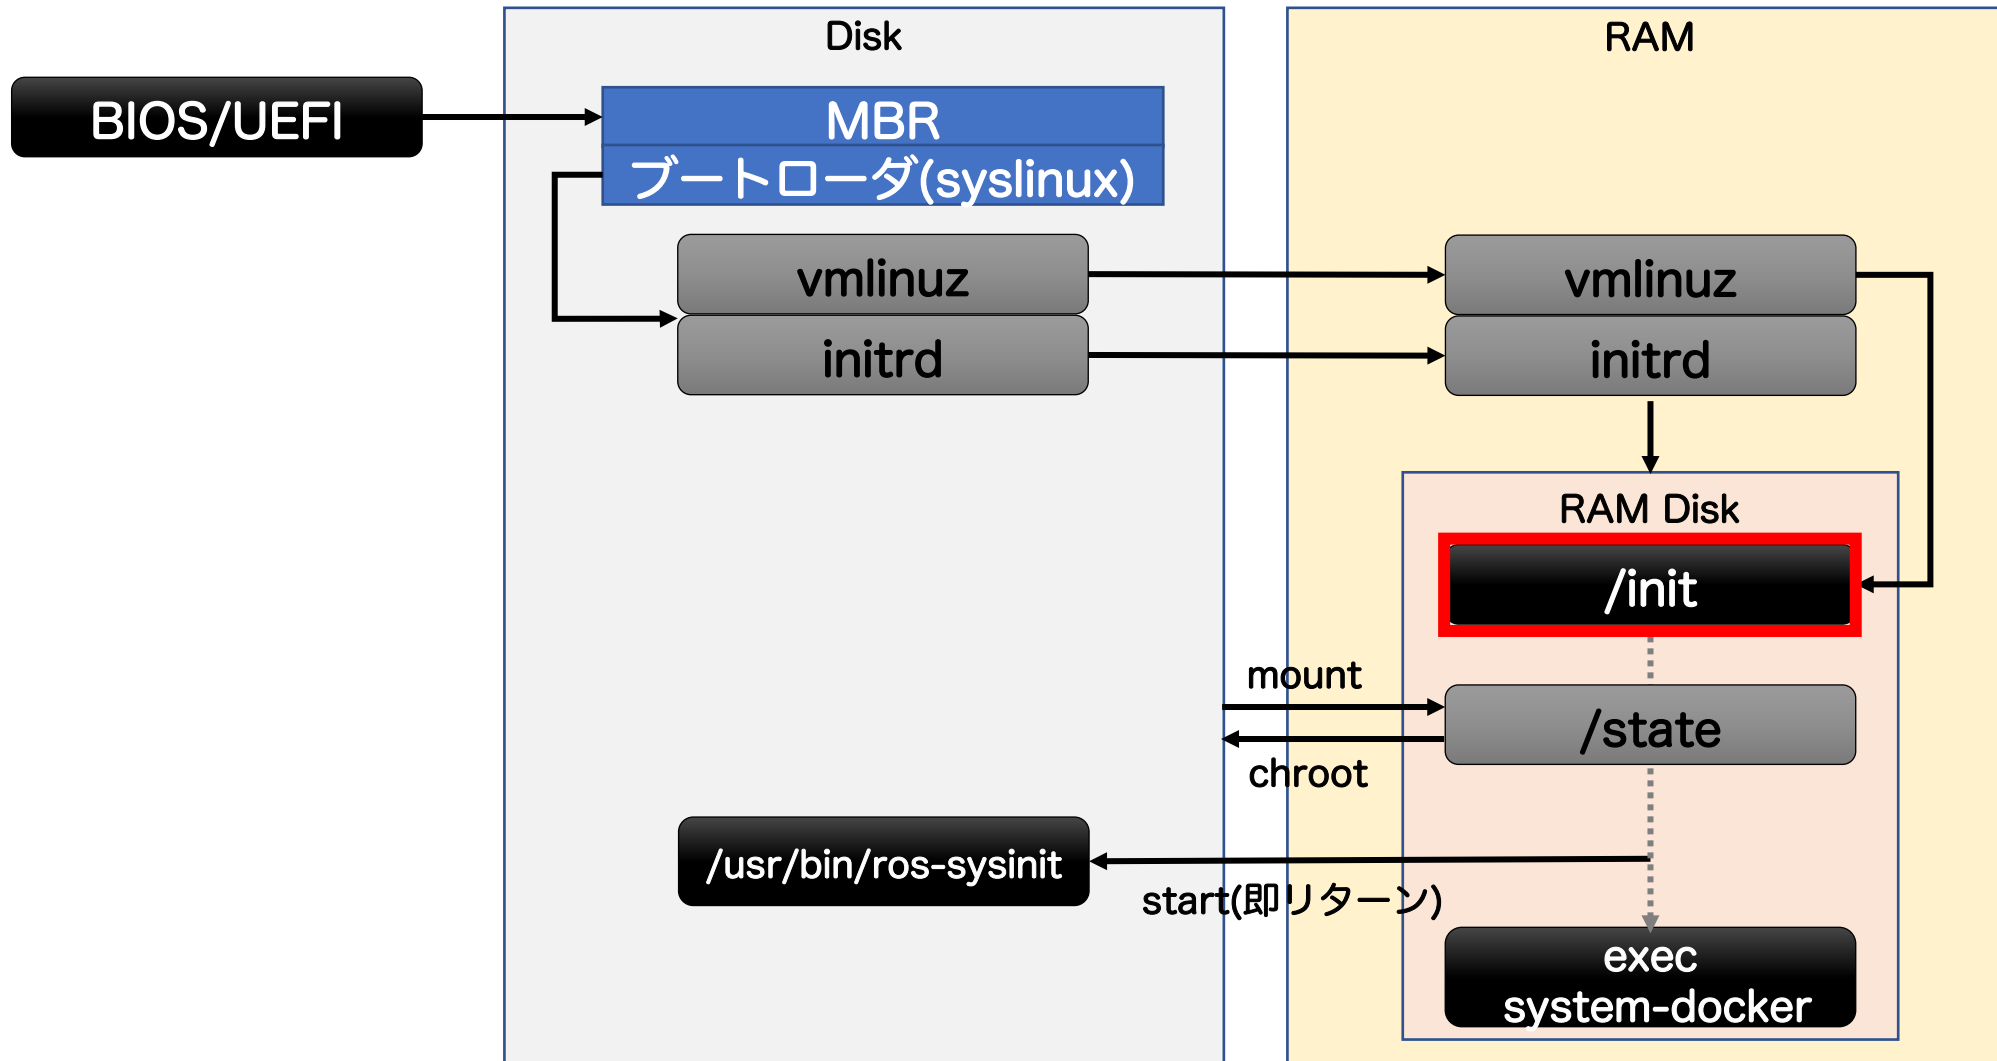 Disk
RAM
BIOS/UEFI
MBR
ブートローダ(syslinux)
vmlinuz
vmlinuz
initrd
initrd
RAM Disk
/init
mount
/state
chroot
/usr/bin/ros-sysinit
start(即リターン)
exec
system-docker